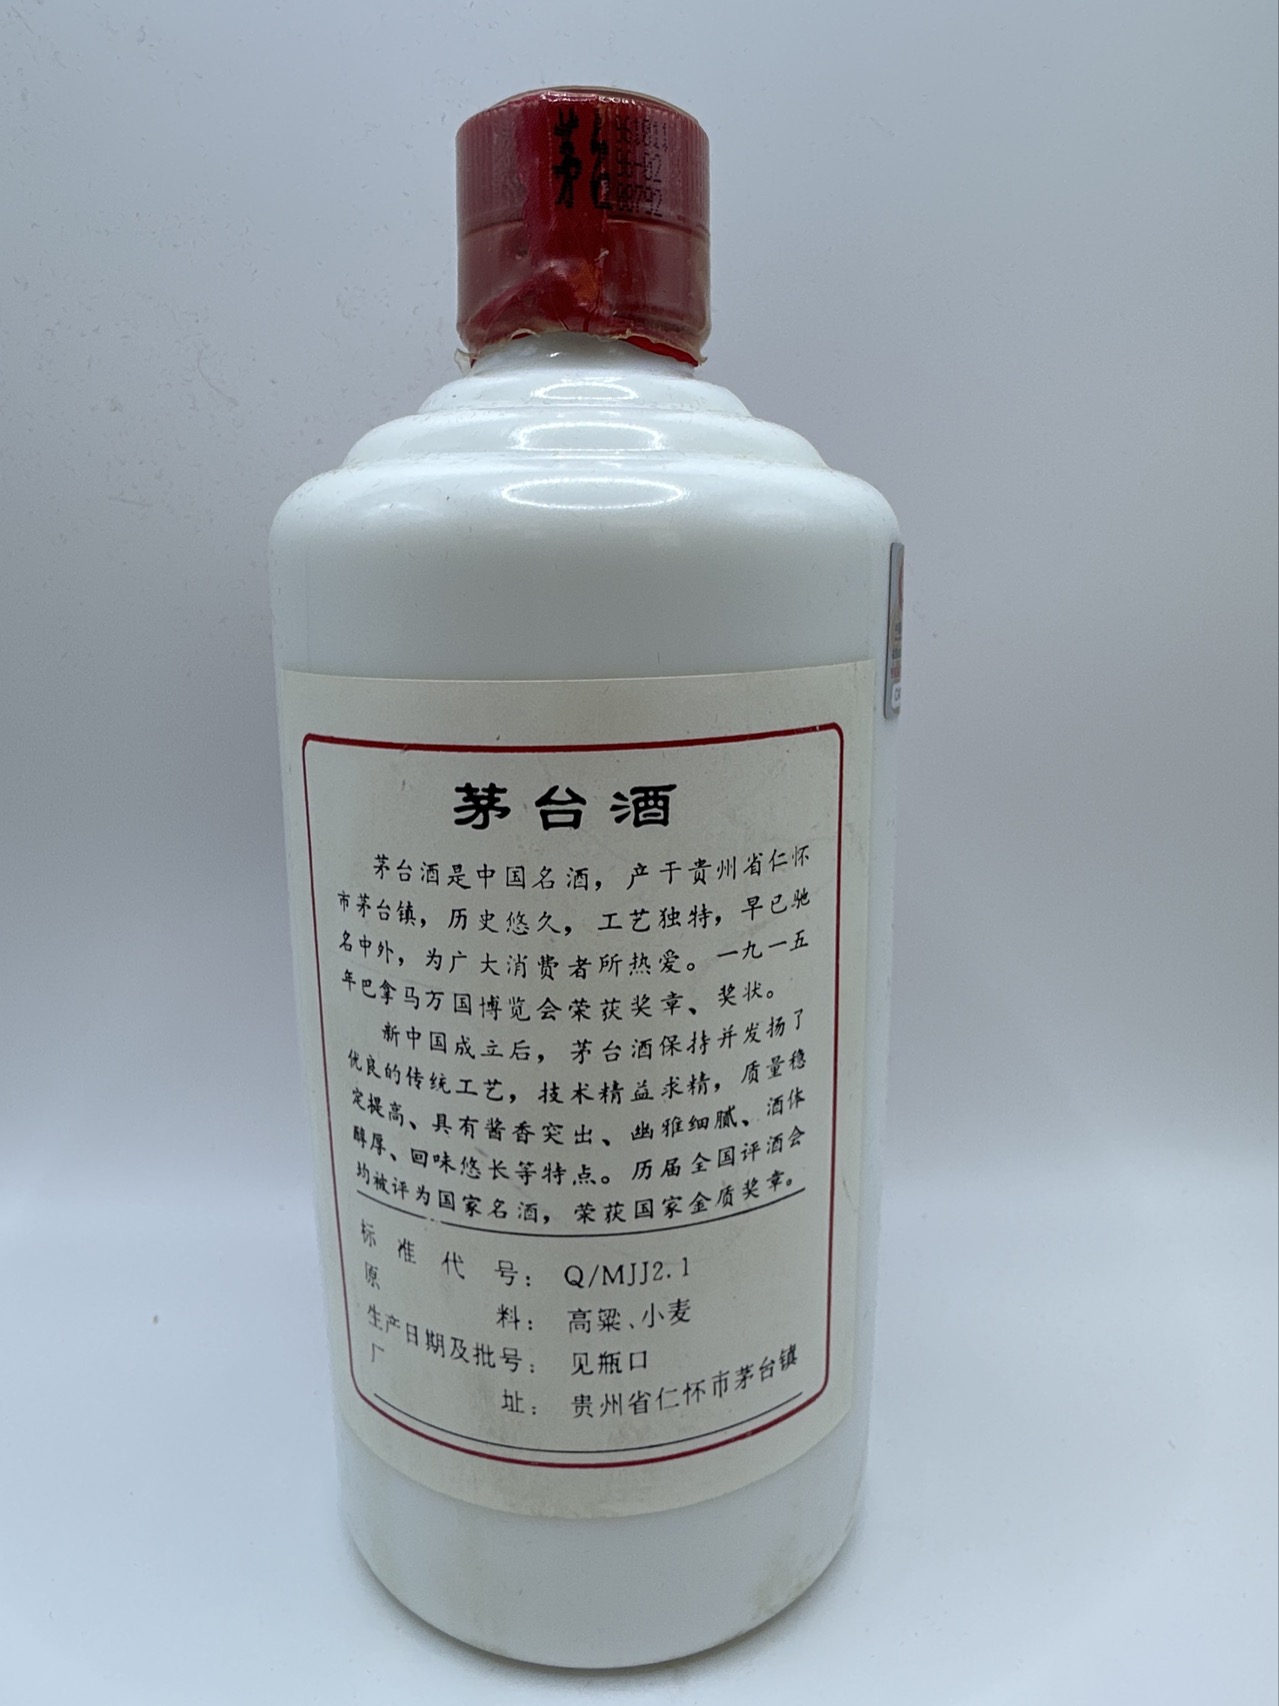 茅台
961011
96-02
00792
茅台酒
茅台酒是中国名酒，产于贵州省仁怀
市茅台镇，历史悠久，工艺独特，早已驰
名中外，为广大消费者所热爱。一九一五
年巴拿马万国博览会荣获奖章、奖状。
新中国成立后，茅台酒保持并发扬了
优良的传统工艺，技术精益求精，质量稳
定提高、具有酱香突出、幽雅细腻、酒体
醇厚、回味悠长等特点。历届全国评酒会
均被评为国家名酒，荣获国家金质奖章。
标准代号：Q/MJJ2.1
原料：高粱、小麦
生产日期及批号：见瓶口
厂址：贵州省仁怀市茅台镇